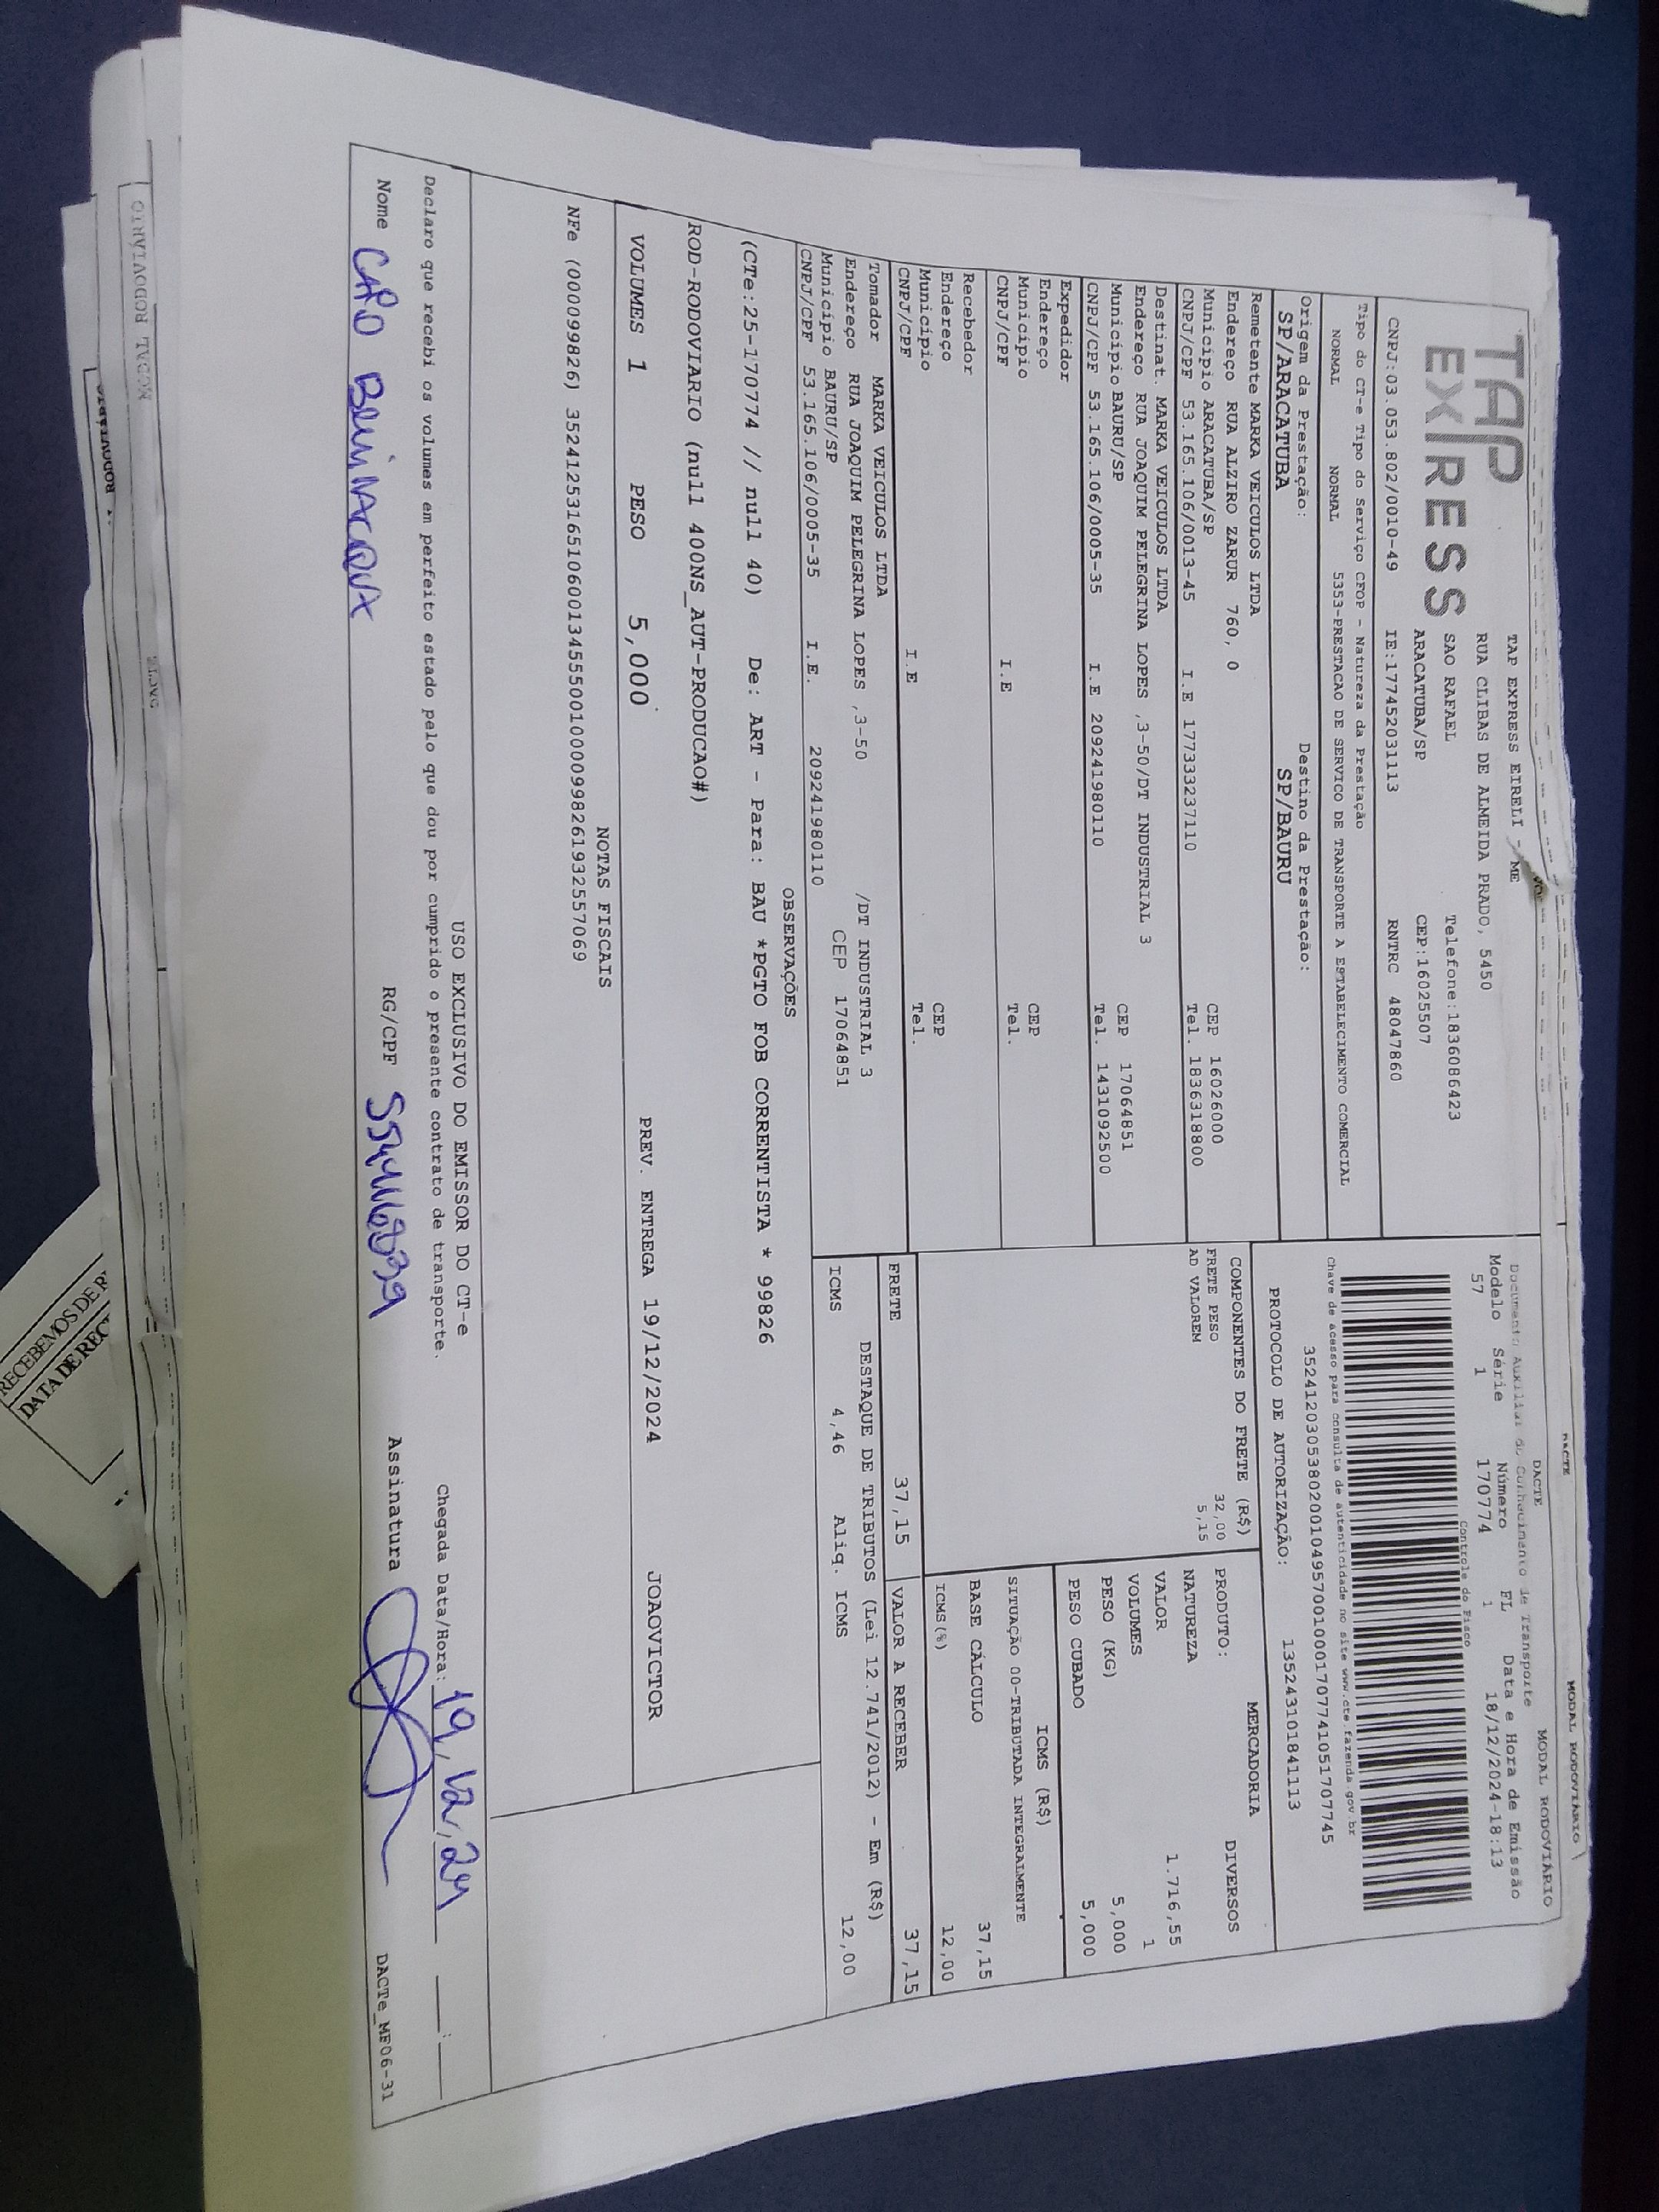 DACTE MODAL RODOVIÁRIO
TAP EXPRESS
TAP EXPRESS EIRELI - ME
RUA CLIBAS DE ALMEIDA PRADO, 5450
SAO RAFAEL Telefone:1836086423
ARACATUBA/SP CEP:16025507
CNPJ:03.053.802/0010-49 IE:177452031113 RNTRC 48047860
DACTE MODAL RODOVIÁRIO
Documento Auxiliar do Conhecimento de Transporte
Modelo Série Número FL Data e Hora de Emissão
57 1 170774 1 18/12/2024-18:13
Controle do Fisco
Tipo do CT-e Tipo do Serviço CFOP - Natureza da Prestação
NORMAL NORMAL 5353-PRESTACAO DE SERVICO DE TRANSPORTE A ESTABELECIMENTO COMERCIAL
Chave de acesso para consulta de autenticidade no site www.cte.fazenda.gov.br
35241203053802001049570010001707741051707745
Origem da Prestação: Destino da Prestação:
SP/ARACATUBA SP/BAURU
PROTOCOLO DE AUTORIZAÇÃO: 135243101841113
Remetente MARKA VEICULOS LTDA
Endereço RUA ALZIRO ZARUR 760, 0
Município ARACATUBA/SP CEP 16026000
CNPJ/CPF 53.165.106/0013-45 I.E 177333237110 Tel. 1836318800
Destinat. MARKA VEICULOS LTDA
Endereço RUA JOAQUIM PELEGRINA LOPES ,3-50/DT INDUSTRIAL 3
Município BAURU/SP CEP 17064851
CNPJ/CPF 53.165.106/0005-35 I.E 209241980110 Tel. 1431092500
Expedidor
Endereço
Município CEP
CNPJ/CPF I.E Tel.
Recebedor
Endereço
Município CEP
CNPJ/CPF I.E Tel.
COMPONENTES DO FRETE (R$)
FRETE PESO 32,00
AD VALOREM 5,15
MERCADORIA
PRODUTO: DIVERSOS
NATUREZA
VALOR 1.716,55
VOLUMES 1
PESO (KG) 5,000
PESO CUBADO 5,000
ICMS (R$)
SITUAÇÃO 00-TRIBUTADA INTEGRALMENTE
BASE CÁLCULO 37,15
ICMS(%) 12,00
FRETE 37,15 VALOR A RECEBER 37,15
Tomador MARKA VEICULOS LTDA
Endereço RUA JOAQUIM PELEGRINA LOPES ,3-50 /DT INDUSTRIAL 3
Município BAURU/SP CEP 17064851
CNPJ/CPF 53.165.106/0005-35 I.E. 209241980110
DESTAQUE DE TRIBUTOS (Lei 12.741/2012) - Em (R$)
ICMS 4,46 Aliq. ICMS 12,00
OBSERVAÇÕES
(CTe:25-170774 // null 40) De: ART - Para: BAU *PGTO FOB CORRENTISTA * 99826
ROD-RODOVIARIO (null 400NS_AUT-PRODUCAO#)
VOLUMES 1 PESO 5,000 PREV. ENTREGA 19/12/2024 JOAOVICTOR
NOTAS FISCAIS
NFe (000099826) 35241253165106001345550010000998261932557069
USO EXCLUSIVO DO EMISSOR DO CT-e
Declaro que recebi os volumes em perfeito estado pelo que dou por cumprido o presente contrato de transporte. Chegada Data/Hora: 19,12,24 :
Nome RG/CPF Assinatura DACTe_MF06-31
MODAL RODOVIÁRIO
DACTE
RECEBEMOS DE
DATA DE RECE